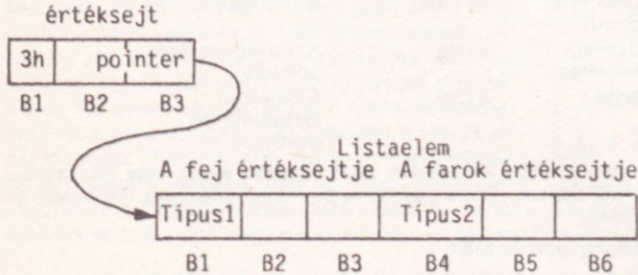 értéksejt
3h pointer
B1 B2 B3
Listaelem
A fej értéksejtje A farok értéksejtje
Típus1 Típus2
B1 B2 B3 B4 B5 B6